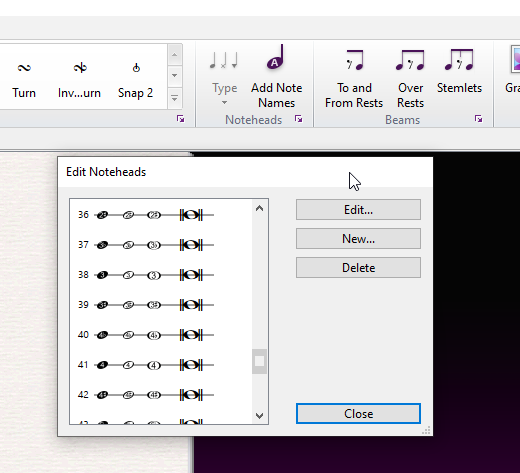 Turn
Inv...urn
Snap 2
Type
Add Note
Names
To and
From Rests
Over
Rests
Stemlets
Gra
Noteheads
Beams
Edit Noteheads
36
37
38
39
40
41
42
43
Edit...
New...
Delete
Close